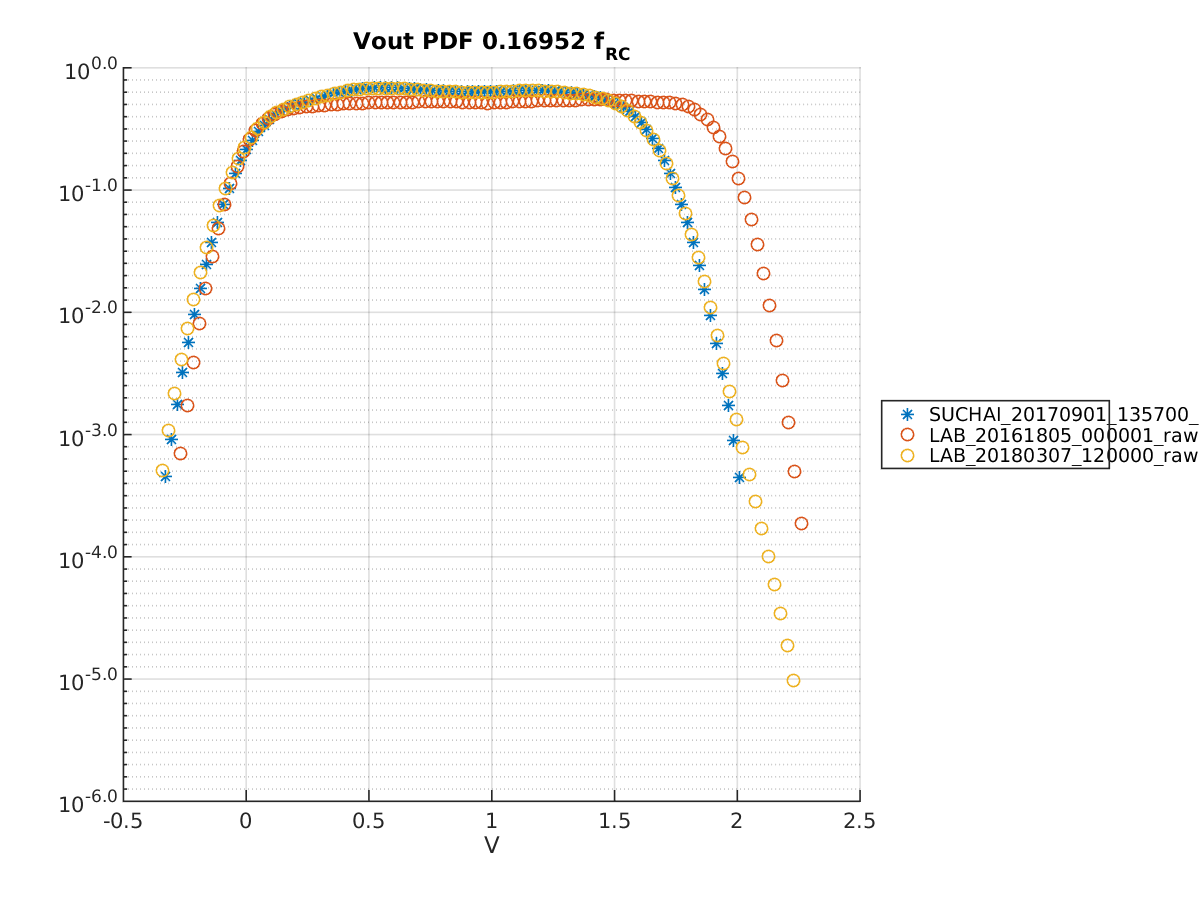 Vout PDF 0.16952 f_RC
10^0.0
10^-1.0
10^-2.0
10^-3.0
10^-4.0
10^-5.0
10^-6.0
-0.5 0 0.5 1 1.5 2 2.5
V
SUCHAI_20170901_135700_
LAB_20161805_000001_raw
LAB_20180307_120000_raw